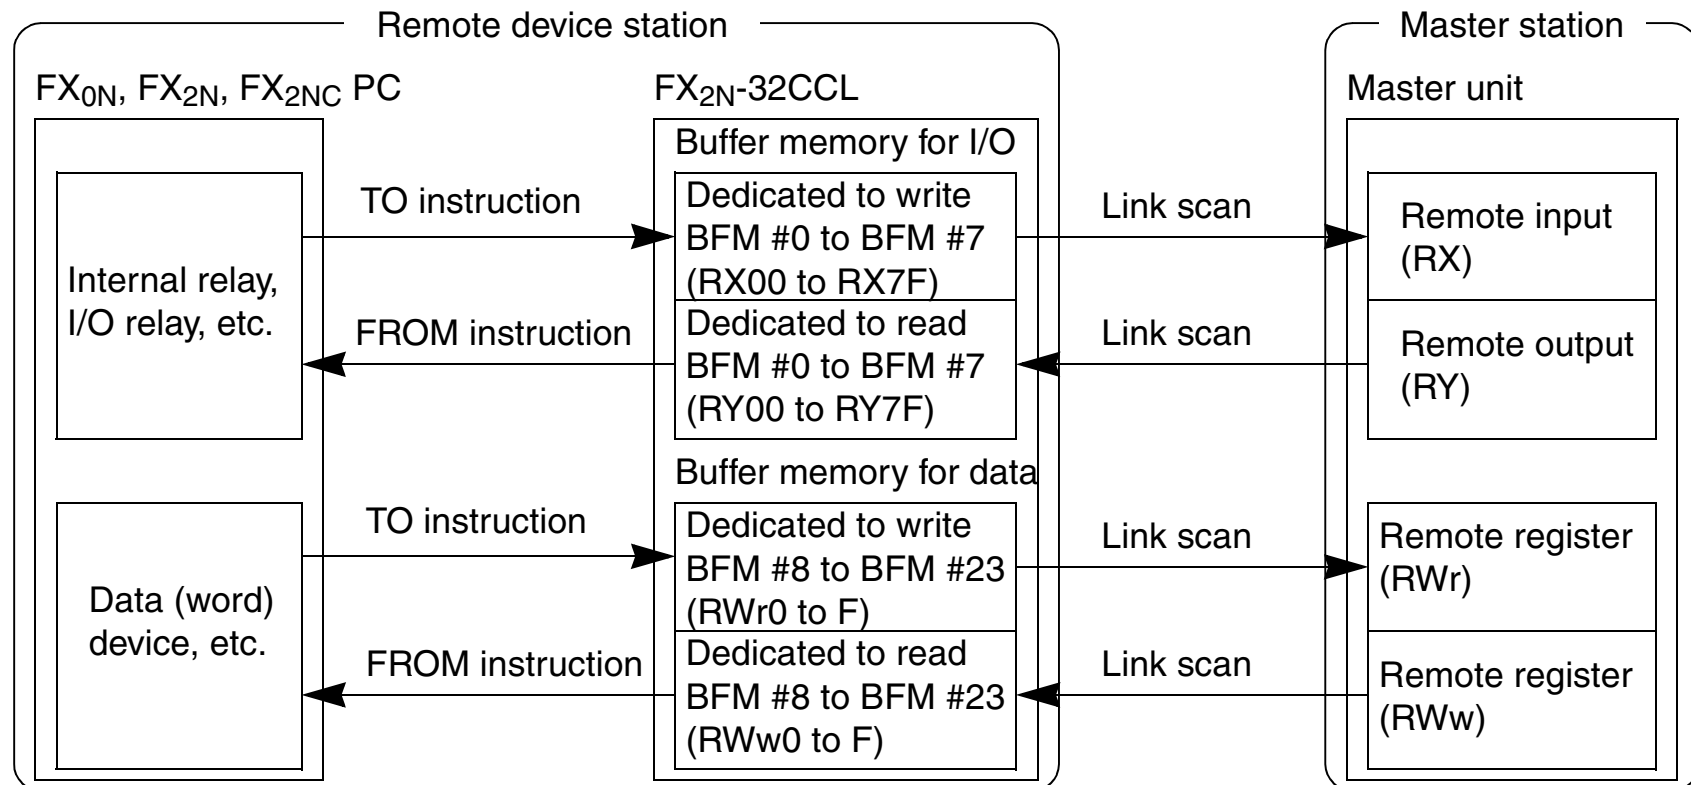 Remote device station
Master station
FX0N, FX2N, FX2NC PC
FX2N-32CCL
Master unit
Buffer memory for I/O
Internal relay,
I/O relay, etc.
TO instruction
FROM instruction
Dedicated to write
BFM #0 to BFM #7
(RX00 to RX7F)
Dedicated to read
BFM #0 to BFM #7
(RY00 to RY7F)
Link scan
Link scan
Remote input
(RX)
Remote output
(RY)
Buffer memory for data
Data (word)
device, etc.
TO instruction
FROM instruction
Dedicated to write
BFM #8 to BFM #23
(RWr0 to F)
Dedicated to read
BFM #8 to BFM #23
(RWw0 to F)
Link scan
Link scan
Remote register
(RWr)
Remote register
(RWw)